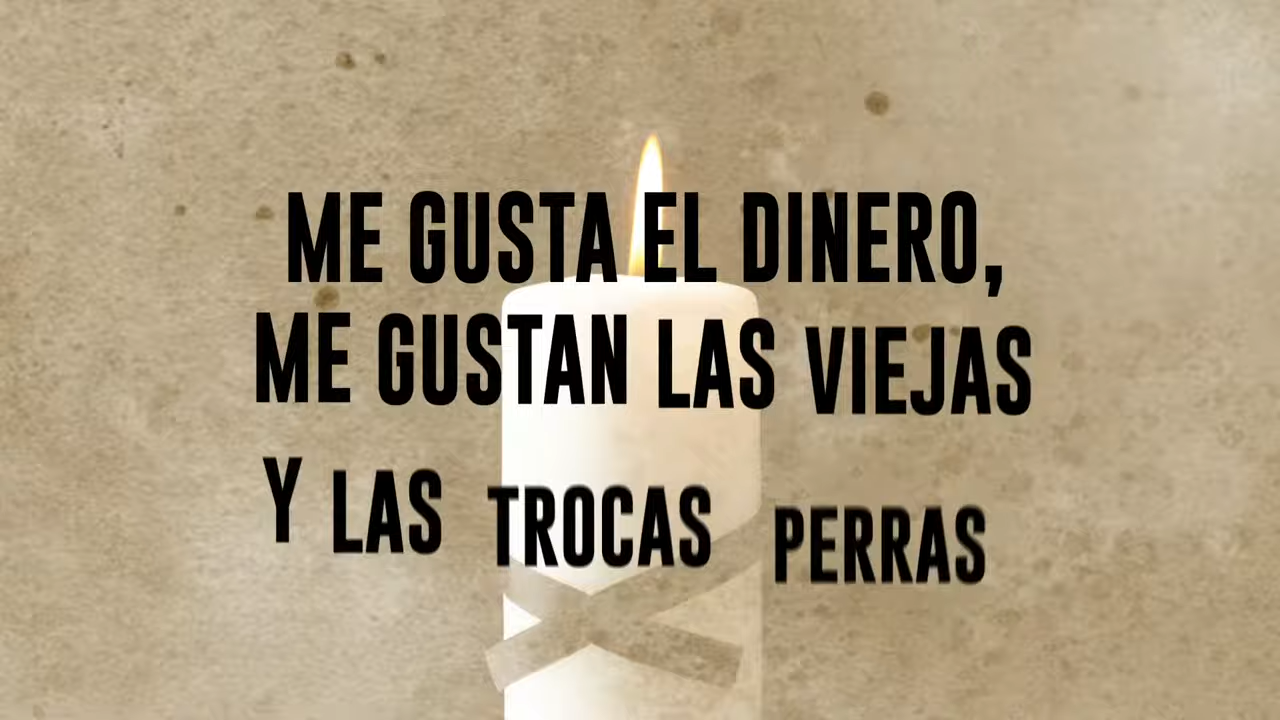 ME GUSTA EL DINERO,
ME GUSTAN LAS VIEJAS
Y LAS TROCAS PERRAS